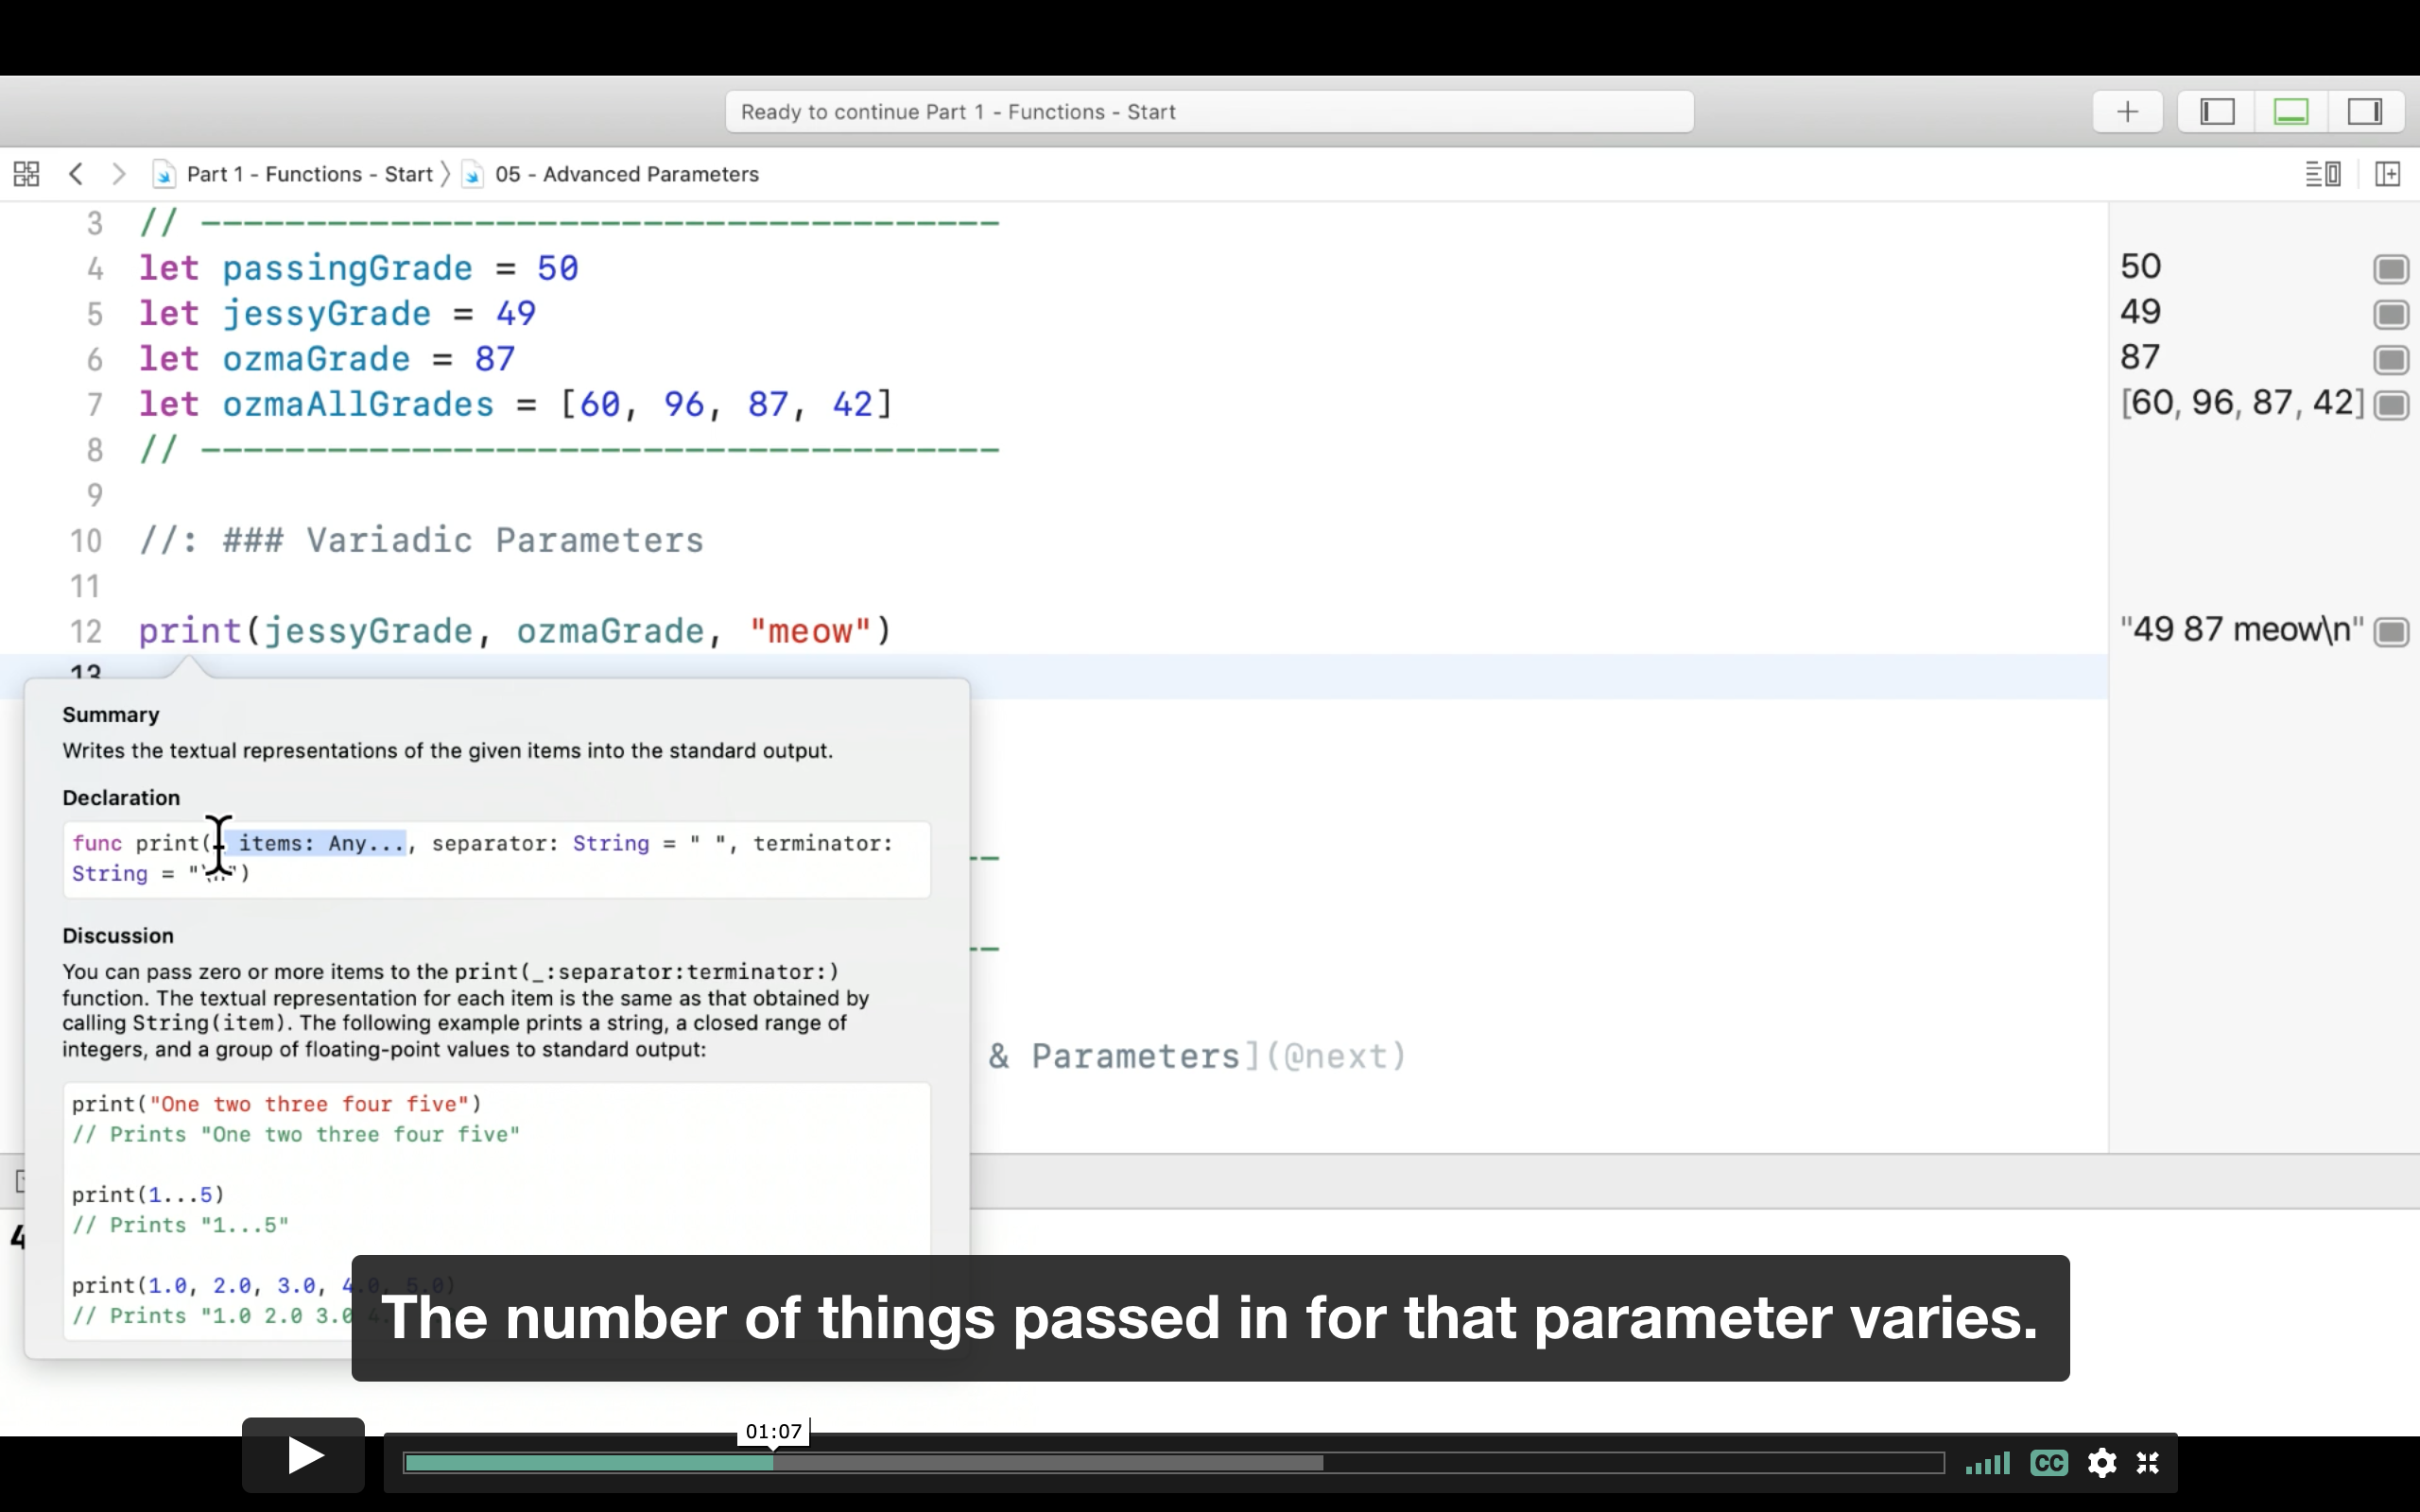 Ready to continue Part 1 - Functions - Start
Part 1 - Functions - Start 〉 05 - Advanced Parameters
3 // --------------------------------------
4 let passingGrade = 50
50
5 let jessyGrade = 49
49
6 let ozmaGrade = 87
87
7 let ozmaAllGrades = [60, 96, 87, 42]
[60, 96, 87, 42]
8 // --------------------------------------
9
10 //: ### Variadic Parameters
11
12 print(jessyGrade, ozmaGrade, "meow")
"49 87 meow\n"
13
Summary
Writes the textual representations of the given items into the standard output.
Declaration
func print(_ items: Any..., separator: String = " ", terminator:
String = "\n")
Discussion
You can pass zero or more items to the print(_:separator:terminator:)
function. The textual representation for each item is the same as that obtained by
calling String(item). The following example prints a string, a closed range of
integers, and a group of floating-point values to standard output:
& Parameters](@next)
print("One two three four five")
// Prints "One two three four five"
print(1...5)
// Prints "1...5"
4
print(1.0, 2.0, 3.0, 4.0, 5.0)
// Prints "1.0 2.0 3.0 4.
The number of things passed in for that parameter varies.
01:07
CC